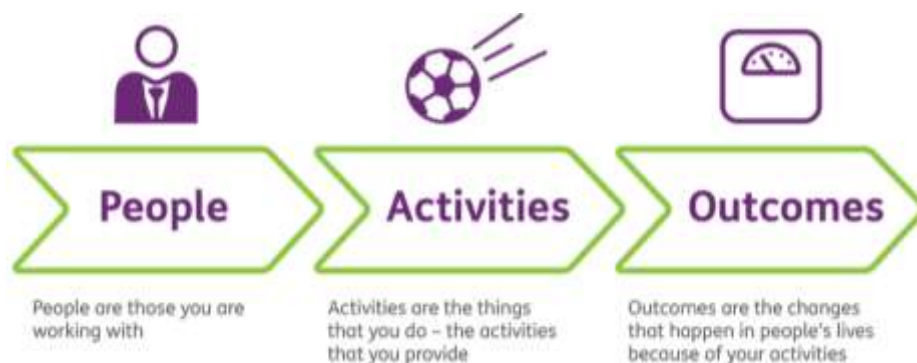 People
Activities
Outcomes
People are those you are
working with
Activities are the things
that you do – the activities
that you provide
Outcomes are the changes
that happen in people's lives
because of your activities